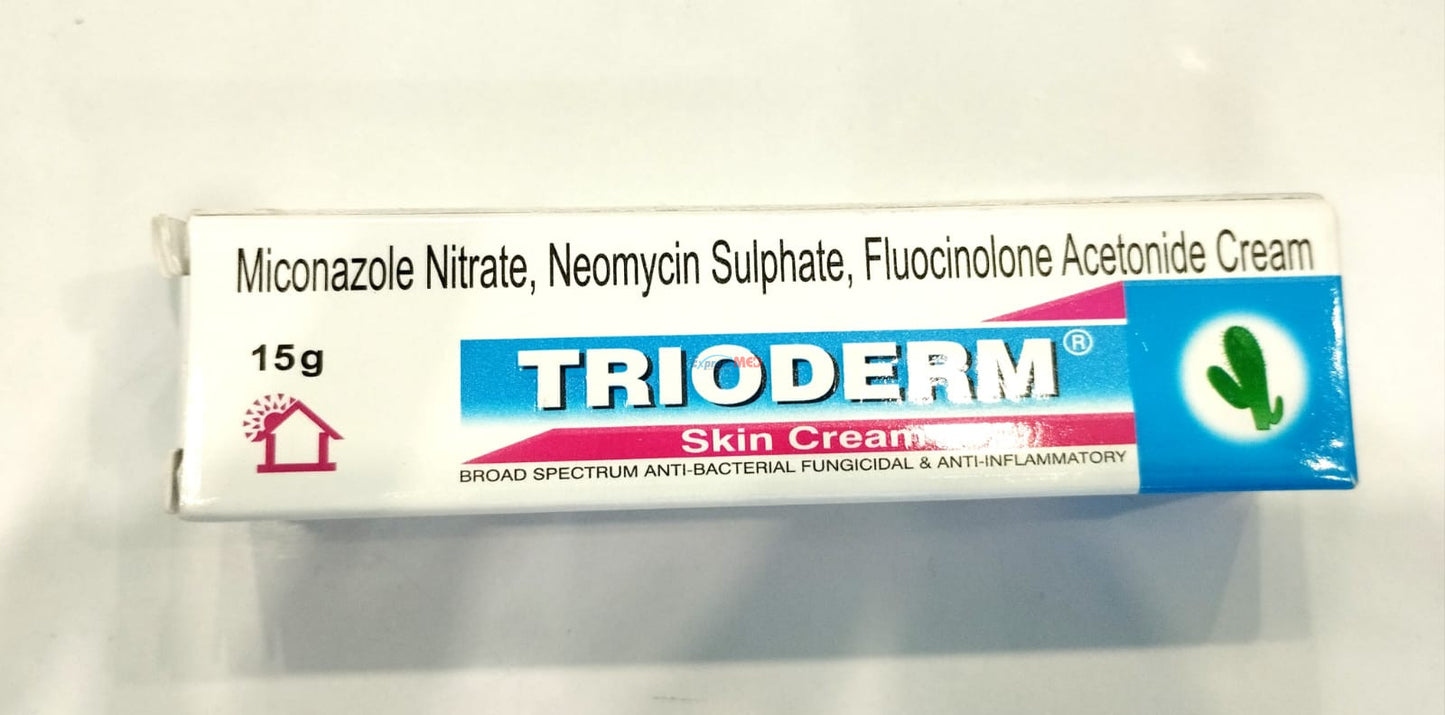 Miconazole Nitrate, Neomycin Sulphate, Fluocinolone Acetonide Cream
15g
TRIODERM®
Skin Cream
BROAD SPECTRUM ANTI-BACTERIAL FUNGICIDAL & ANTI-INFLAMMATORY